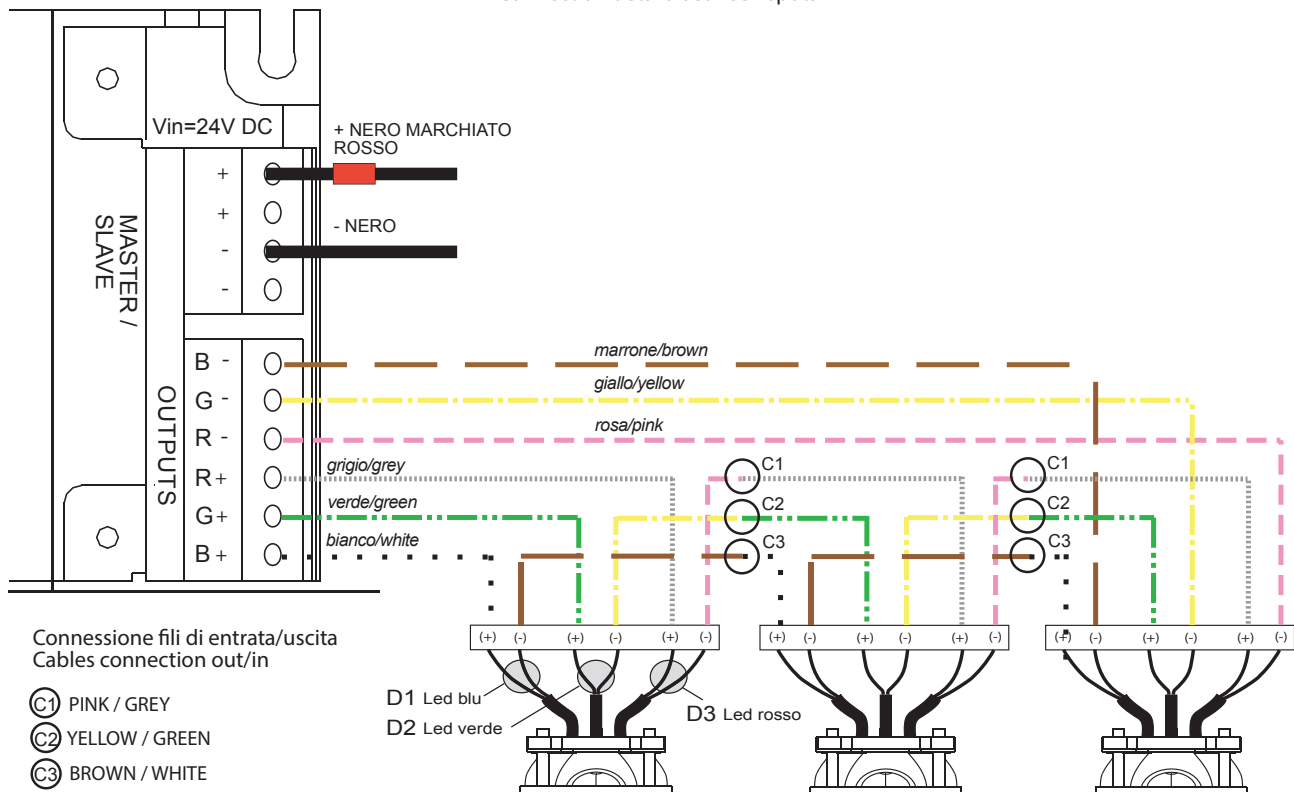 Vin=24V DC
+ NERO MARCHIATO
ROSSO
+
+
- NERO
-
-
MASTER /
SLAVE
OUTPUTS
B -
G -
R -
R+
G+
B+
marrone/brown
giallo/yellow
rosa/pink
grigio/grey
verde/green
bianco/white
C1
C2
C3
C1
C2
C3
(+) (-) (+) (-) (+) (-)
(+) (-) (+) (-) (+) (-)
(+) (-) (+) (-) (+) (-)
D1 Led blu
D2 Led verde
D3 Led rosso
Connessione fili di entrata/uscita
Cables connection out/in
C1 PINK / GREY
C2 YELLOW / GREEN
C3 BROWN / WHITE